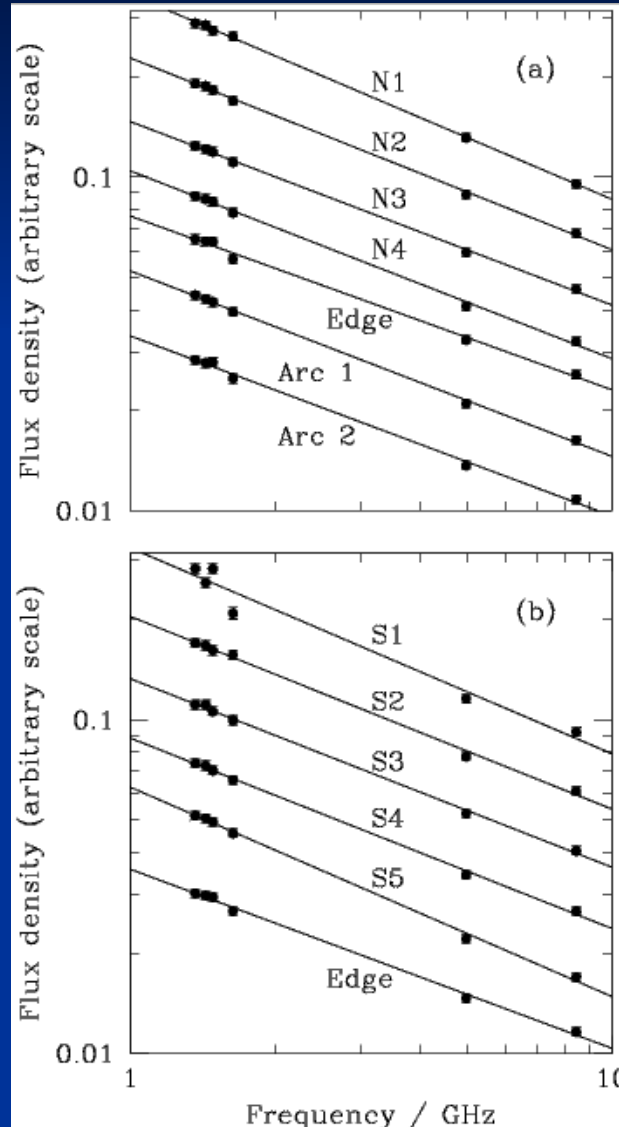 Flux density (arbitrary scale)
0.1
0.01
(a)
N1
N2
N3
N4
Edge
Arc 1
Arc 2
Flux density (arbitrary scale)
0.1
0.01
(b)
S1
S2
S3
S4
S5
Edge
1
10
Frequency / GHz